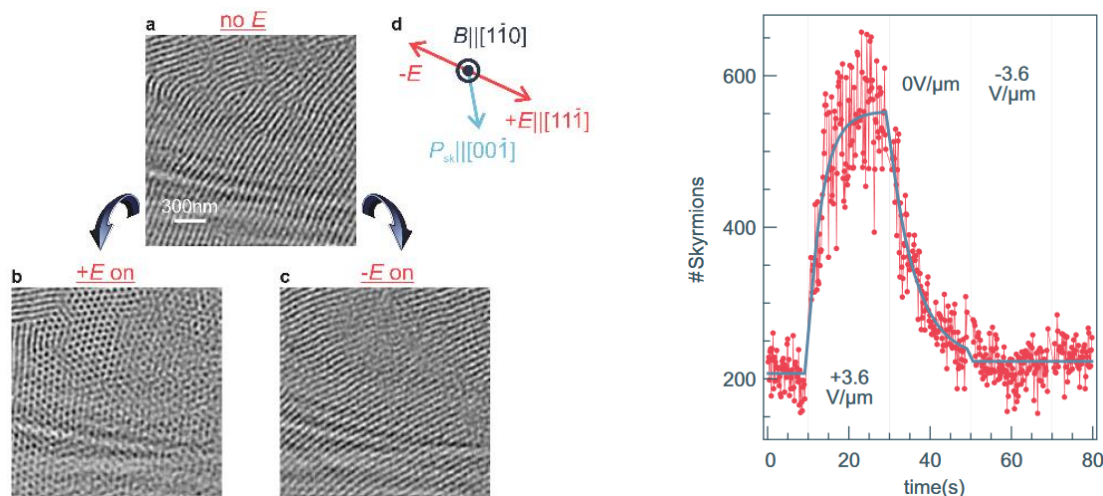 a
no E
300nm
d
B||[11̄0]
-E
+E||[111̄]
Psk||[001̄]
b
+E on
c
-E on
#Skyrmions
600
400
200
0V/μm
-3.6
V/μm
+3.6
V/μm
0
20
40
60
80
time(s)